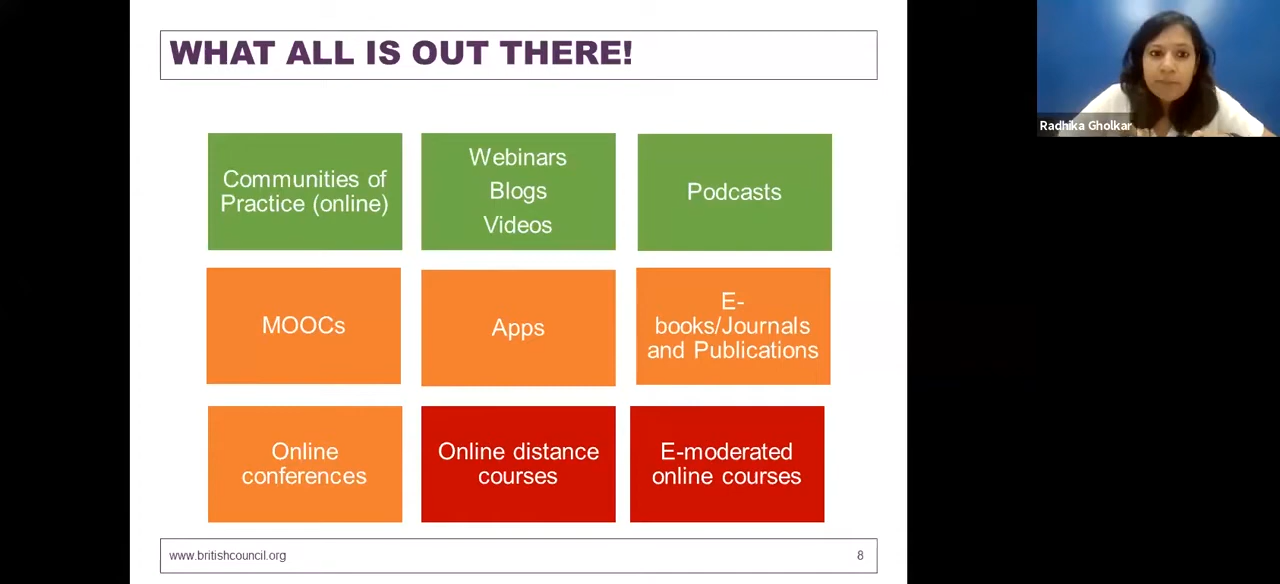 WHAT ALL IS OUT THERE!
Radhika Gholkar
Communities of
Practice (online)
Webinars
Blogs
Videos
Podcasts
MOOCs
Apps
E-
books/Journals
and Publications
Online
conferences
Online distance
courses
E-moderated
online courses
www.britishcouncil.org
8